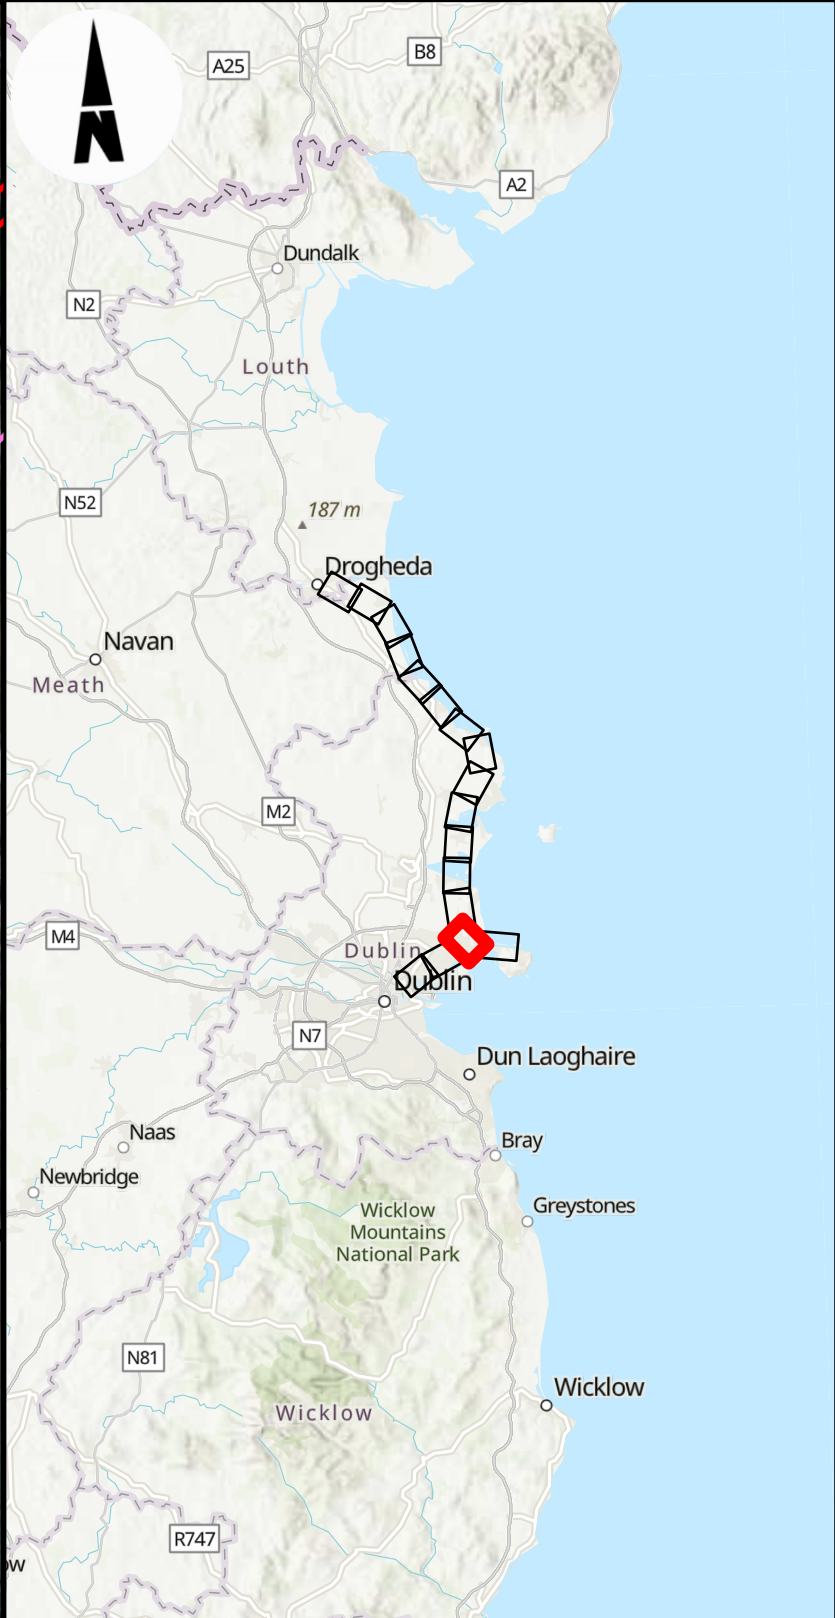 B8
A25
A2
N
Dundalk
N2
Louth
N52
187 m
Drogheda
Navan
Meath
M2
M4
Dublin
Dublin
N7
Dun Laoghaire
Naas
Bray
Newbridge
Greystones
Wicklow
Mountains
National Park
N81
Wicklow
Wicklow
R747
ow